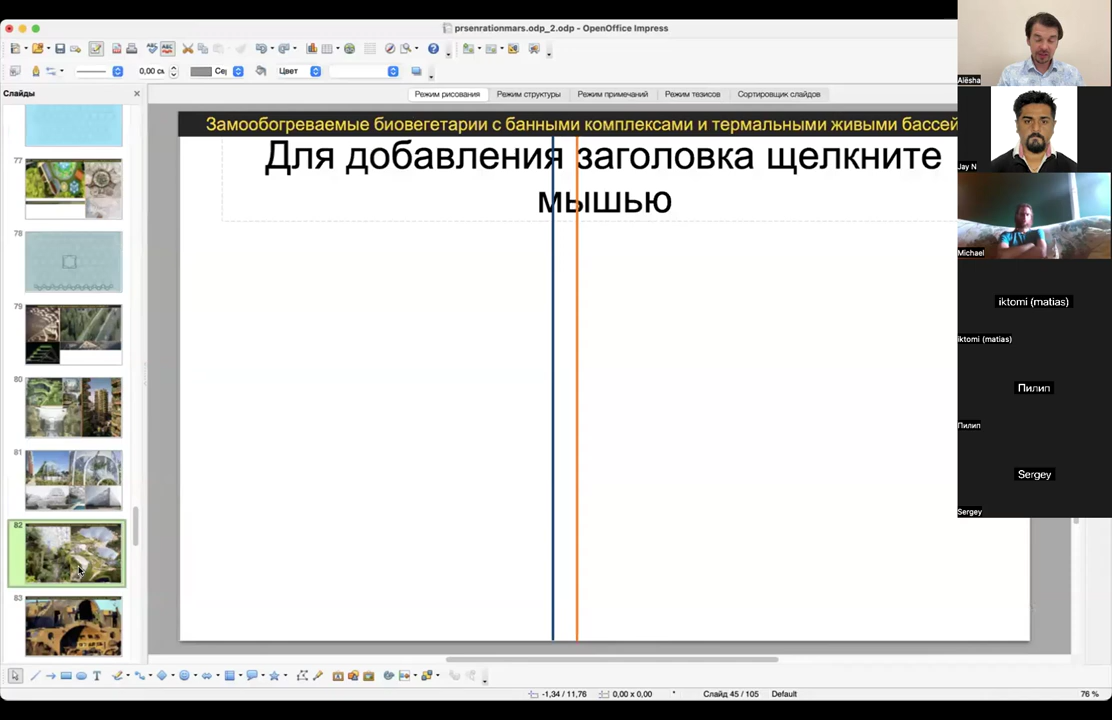 prsenrationmars.odp_2.odp - OpenOffice Impress
0,00 см
Цвет
Слайды
Режим рисования
Режим структуры
Режим примечаний
Режим тезисов
Сортировщик слайдов
77
78
79
80
81
82
83
Замообогреваемые биовегетарии с банными комплексами и термальными живыми бассей
Для добавления заголовка щелкните
мышью
Alësha
Jay N
Michael
iktomi (matias)
iktomi (matias)
Пилип
Пилип
Sergey
Sergey
-1,34 / 11,76
0,00 x 0,00
*
Слайд 45 / 105
Default
76 %